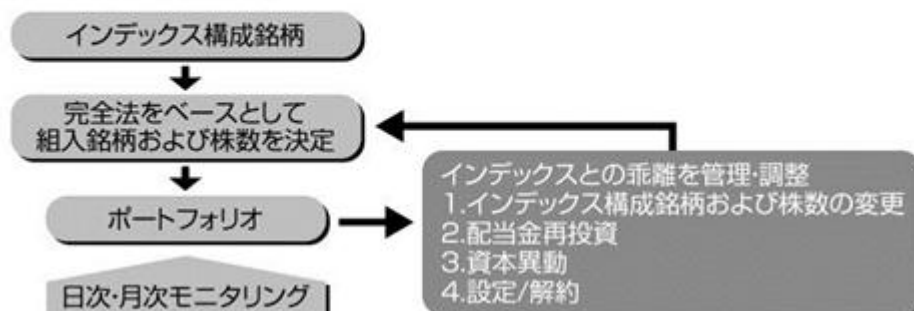 インデックス構成銘柄
完全法をベースとして
組入銘柄および株数を決定
ポートフォリオ
日次・月次モニタリング
インデックスとの乖離を管理・調整
1.インデックス構成銘柄および株数の変更
2.配当金再投資
3.資本異動
4.設定/解約